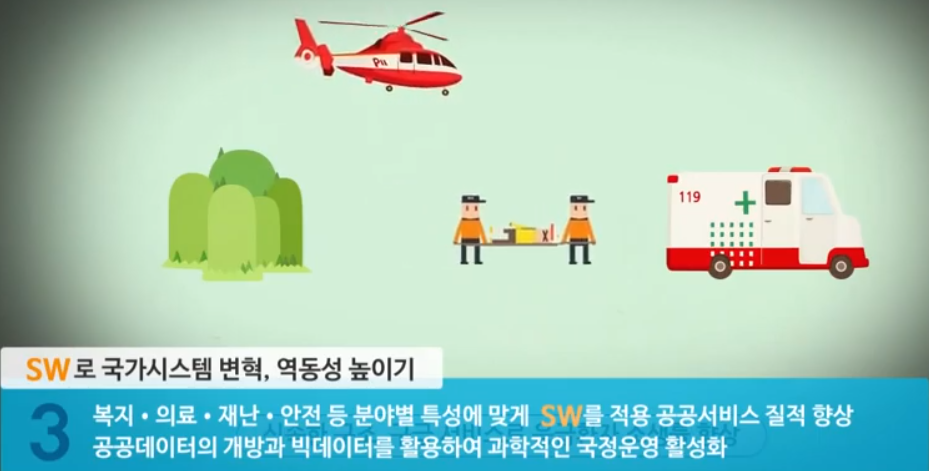 119
SW로 국가시스템 변혁, 역동성 높이기
3
복지 • 의료 • 재난 • 안전 등 분야별 특성에 맞게 SW를 적용 공공서비스 질적 향상
공공데이터의 개방과 빅데이터를 활용하여 과학적인 국정운영 활성화